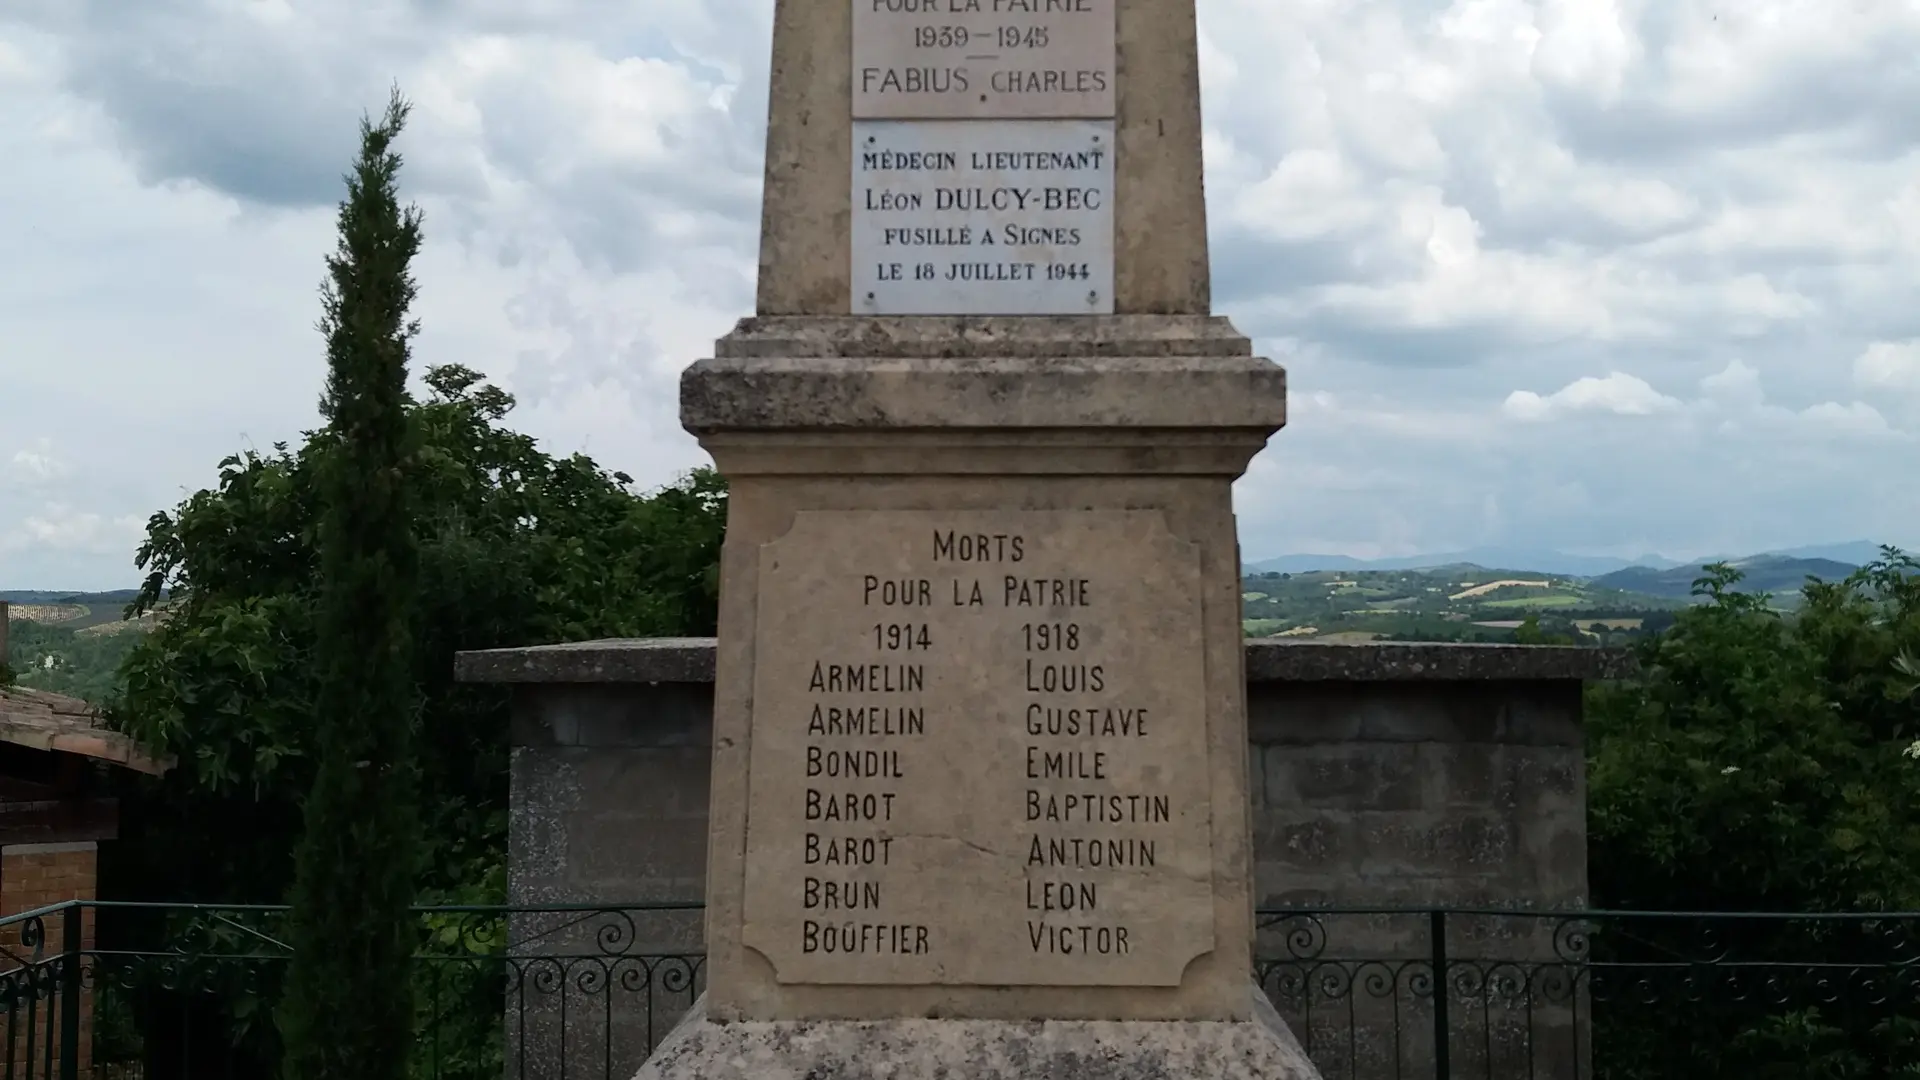 POUR LA PATRIE
1939-1945
FABIUS CHARLES
MÉDECIN LIEUTENANT
LÉON DULCY-BEC
FUSILLÉ A SIGNES
LE 18 JUILLET 1944
MORTS
POUR LA PATRIE
1914 1918
ARMELIN LOUIS
ARMELIN GUSTAVE
BONDIL EMILE
BAROT BAPTISTIN
BAROT ANTONIN
BRUN LEON
BOUFFIER VICTOR